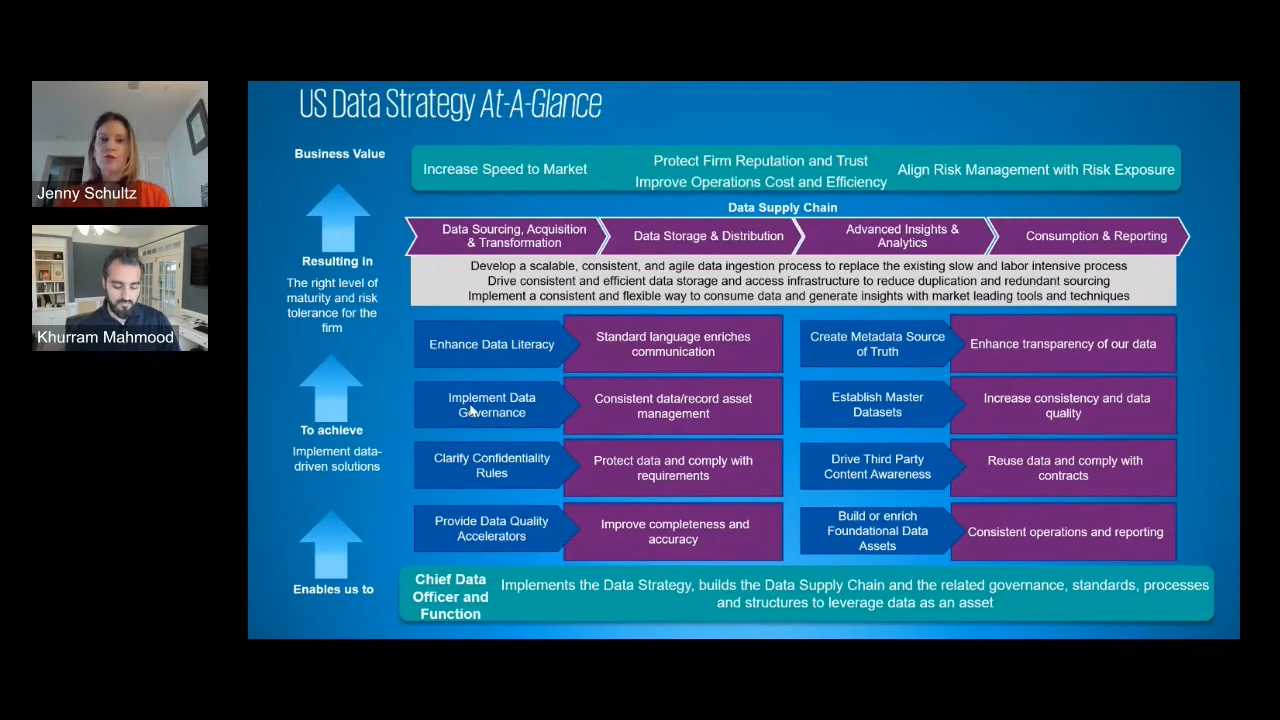 Jenny Schultz
Khurram Mahmood
US Data Strategy At-A-Glance
Business Value
Increase Speed to Market
Protect Firm Reputation and Trust
Improve Operations Cost and Efficiency
Align Risk Management with Risk Exposure
Data Supply Chain
Data Sourcing, Acquisition
& Transformation
Data Storage & Distribution
Advanced Insights &
Analytics
Consumption & Reporting
Resulting in
The right level of
maturity and risk
tolerance for the
firm
Develop a scalable, consistent, and agile data ingestion process to replace the existing slow and labor intensive process
Drive consistent and efficient data storage and access infrastructure to reduce duplication and redundant sourcing
Implement a consistent and flexible way to consume data and generate insights with market leading tools and techniques
Enhance Data Literacy
Standard language enriches
communication
Create Metadata Source
of Truth
Enhance transparency of our data
Implement Data
Governance
Consistent data/record asset
management
Establish Master
Datasets
Increase consistency and data
quality
To achieve
Implement data-
driven solutions
Clarify Confidentiality
Rules
Protect data and comply with
requirements
Drive Third Party
Content Awareness
Reuse data and comply with
contracts
Provide Data Quality
Accelerators
Improve completeness and
accuracy
Build or enrich
Foundational Data
Assets
Consistent operations and reporting
Enables us to
Chief Data
Officer and
Function
Implements the Data Strategy, builds the Data Supply Chain and the related governance, standards, processes
and structures to leverage data as an asset